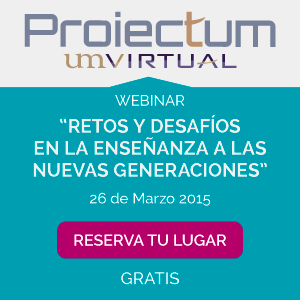 Proiectum
umVIRTUAL
WEBINAR
“RETOS Y DESAFÍOS
EN LA ENSEÑANZA A LAS
NUEVAS GENERACIONES”
26 de Marzo 2015
RESERVA TU LUGAR
GRATIS